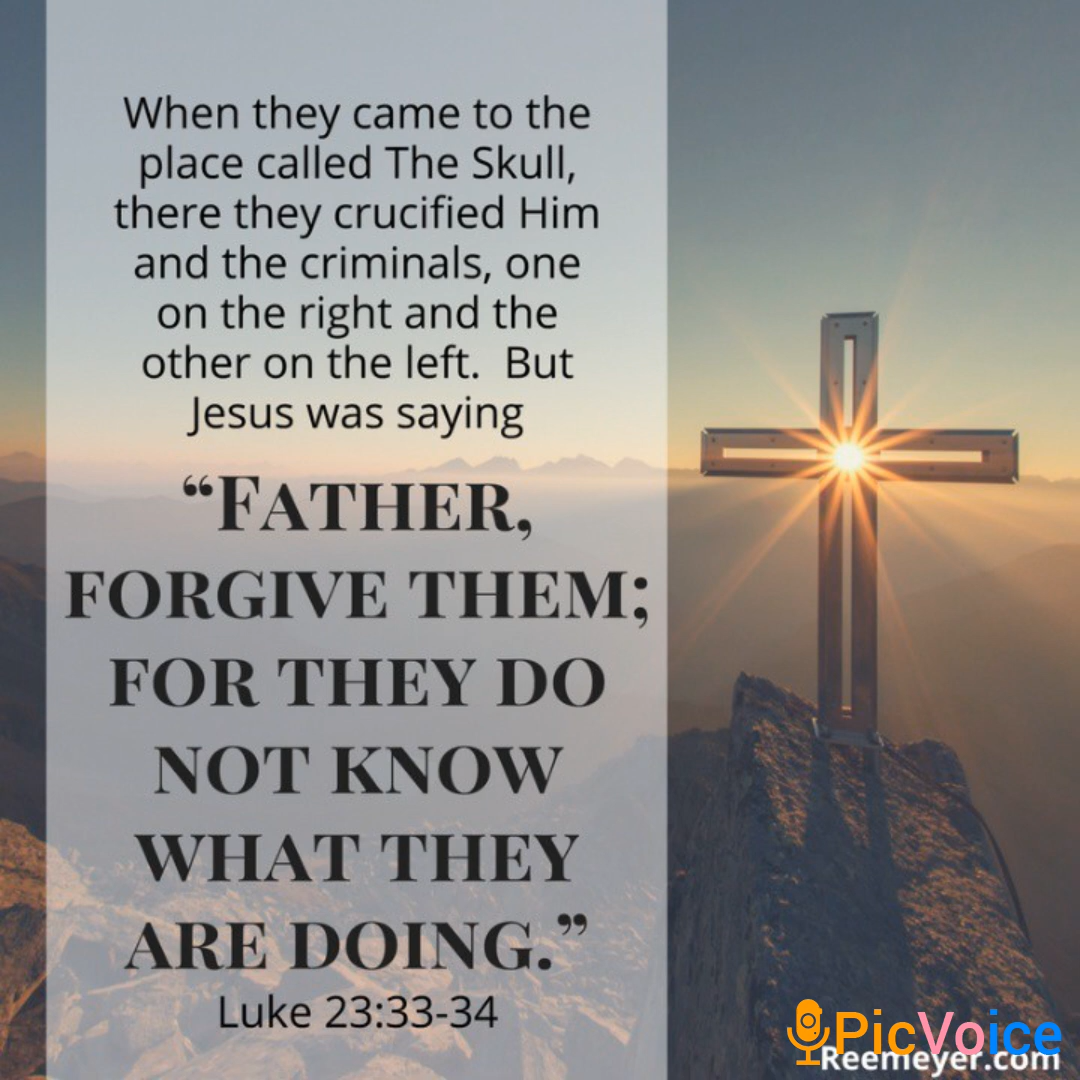 When they came to the
place called The Skull,
there they crucified Him
and the criminals, one
on the right and the
other on the left.  But
Jesus was saying
“FATHER,
FORGIVE THEM;
FOR THEY DO
NOT KNOW
WHAT THEY
ARE DOING.”
Luke 23:33-34
PicVoice
Reemeyer.com